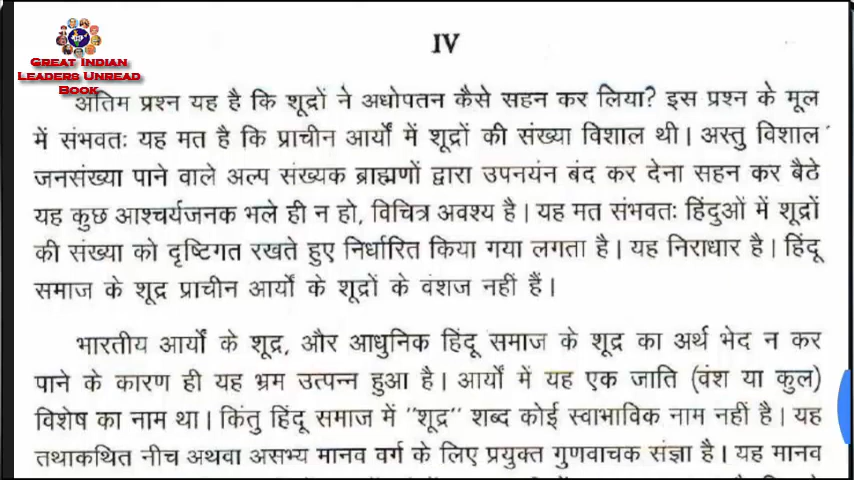 IV
GREAT INDIAN
LEADERS UNREAD
BOOK
अंतिम प्रश्न यह है कि शूद्रों ने अधोपतन कैसे सहन कर लिया? इस प्रश्न के मूल
में संभवतः यह मत है कि प्राचीन आर्यों में शूद्रों की संख्या विशाल थी। अस्तु विशाल
जनसंख्या पाने वाले अल्प संख्यक ब्राह्मणों द्वारा उपनयंन बंद कर देना सहन कर बैठे
यह कुछ आश्चर्यजनक भले ही न हो, विचित्र अवश्य है। यह मत संभवतः हिंदुओं में शूद्रों
की संख्या को दृष्टिगत रखते हुए निर्धारित किया गया लगता है। यह निराधार है। हिंदू
समाज के शूद्र प्राचीन आर्यों के शूद्रों के वंशज नहीं हैं।
भारतीय आर्यों के शूद्र, और आधुनिक हिंदू समाज के शूद्र का अर्थ भेद न कर
पाने के कारण ही यह भ्रम उत्पन्न हुआ है। आर्यों में यह एक जाति (वंश या कुल)
विशेष का नाम था। किंतु हिंदू समाज में "शूद्र" शब्द कोई स्वाभाविक नाम नहीं है। यह
तथाकथित नीच अथवा असभ्य मानव वर्ग के लिए प्रयुक्त गुणवाचक संज्ञा है। यह मानव